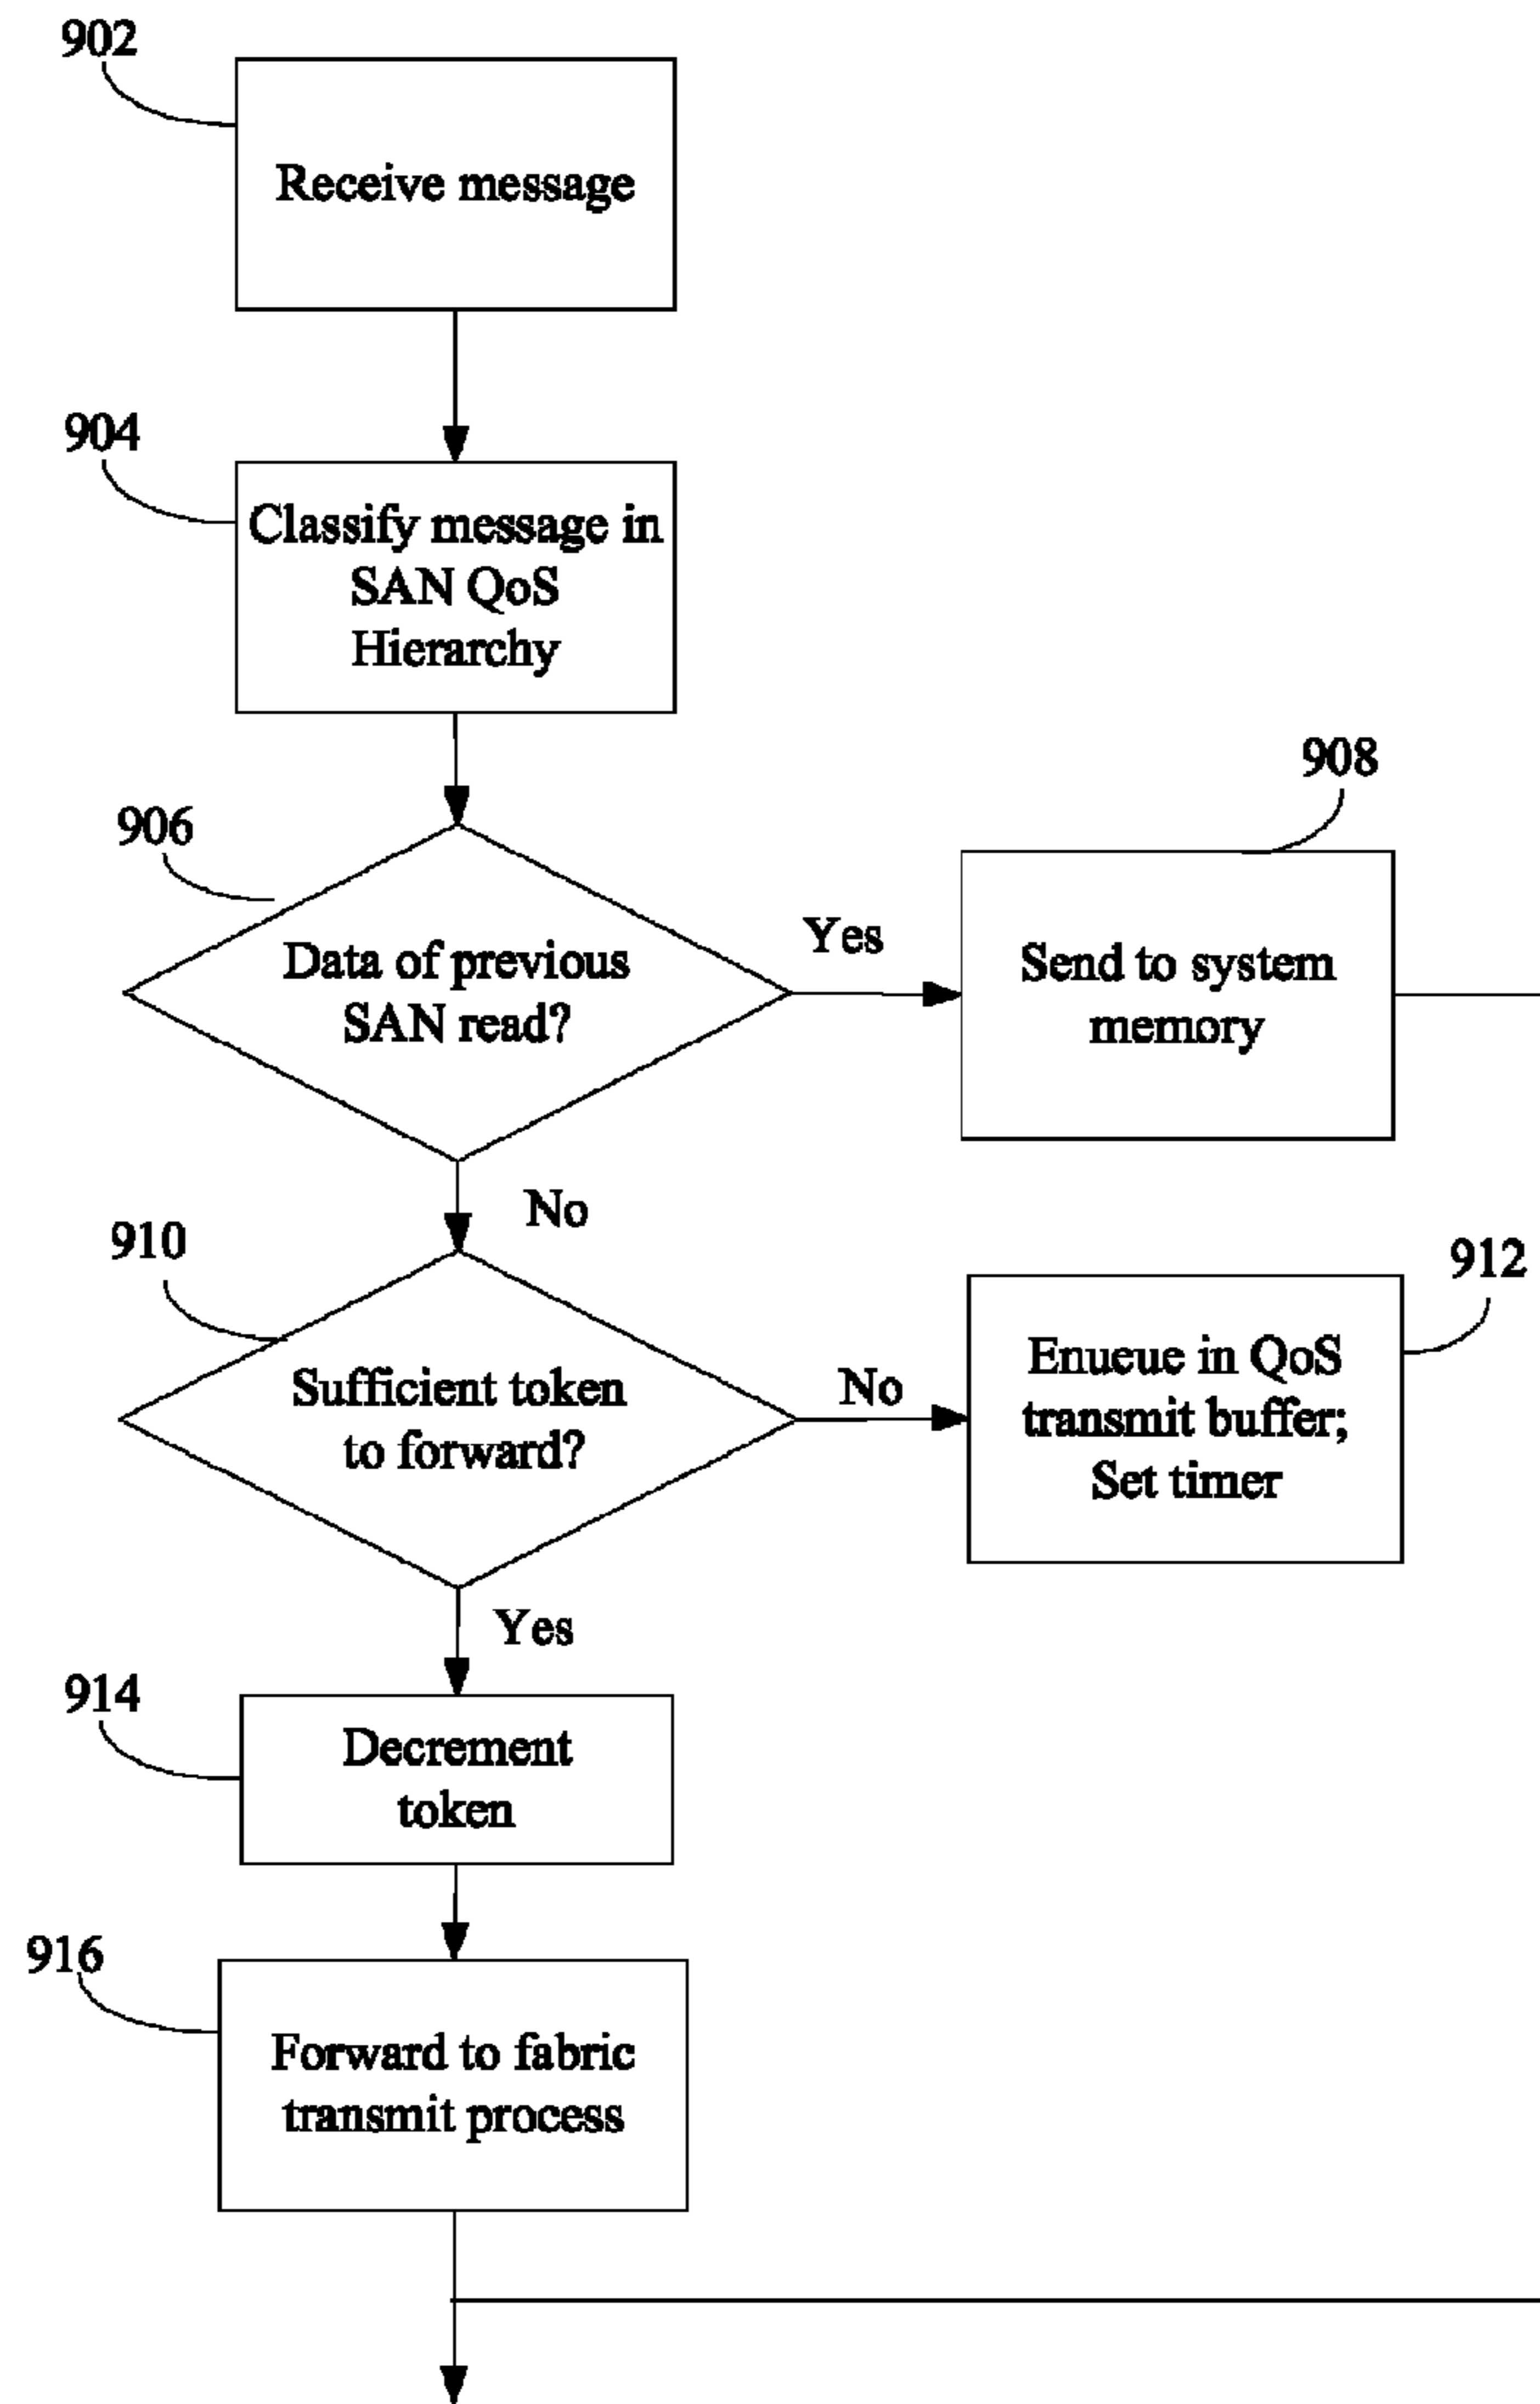 902
Receive message
904
Classify message in
SAN QoS
Hierarchy
906
Data of previous
SAN read?
Yes
908
Send to system
memory
No
910
Sufficient token
to forward?
No
912
Enueue in QoS
transmit buffer;
Set timer
Yes
914
Decrement
token
916
Forward to fabric
transmit process